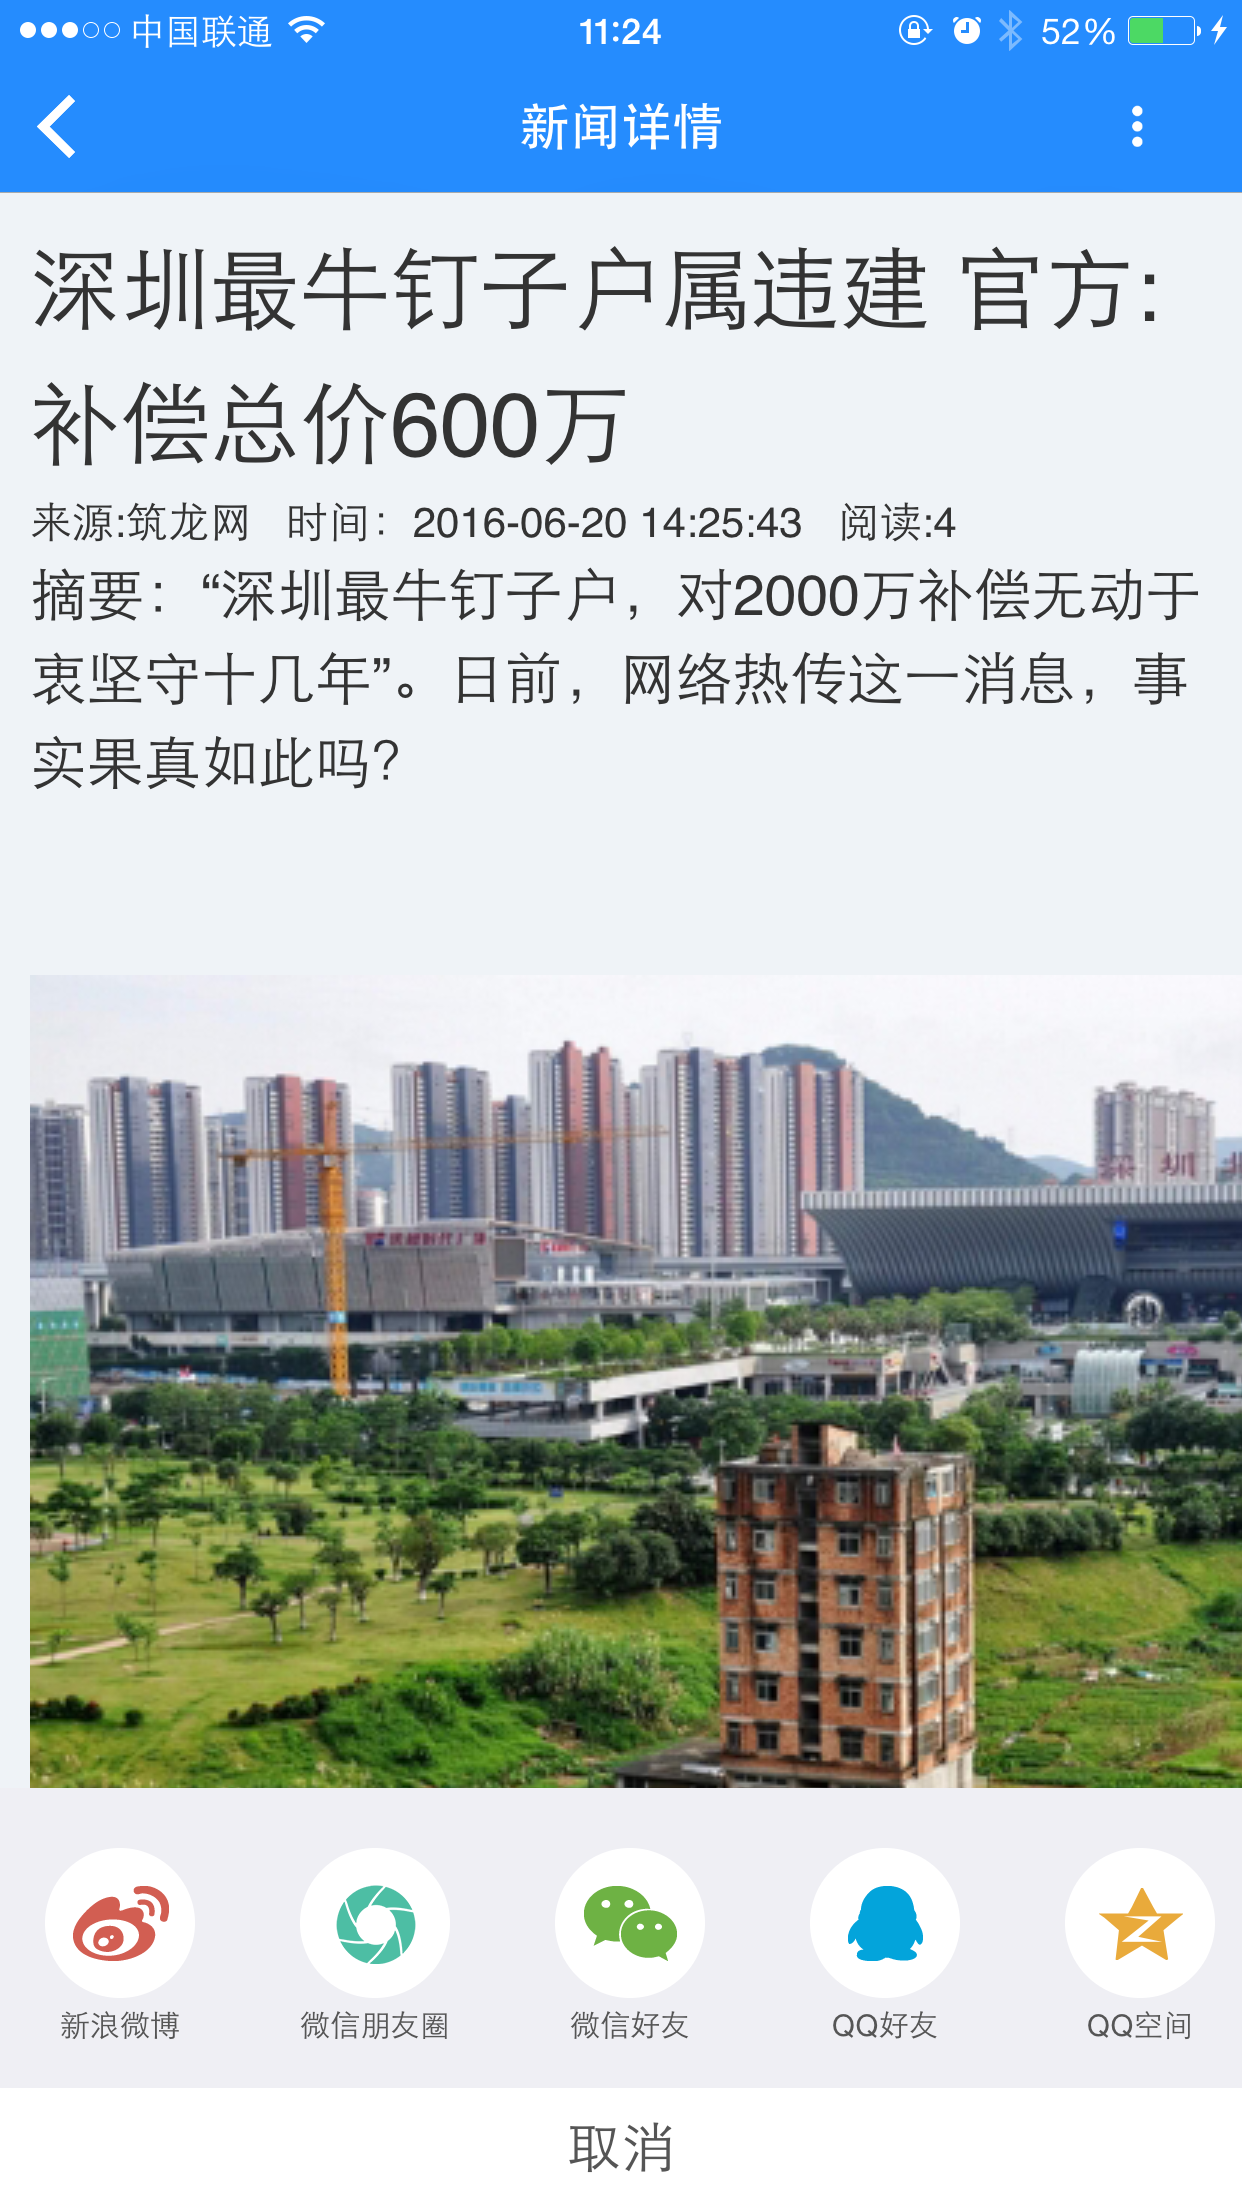 中国联通
11:24
52%
新闻详情
深圳最牛钉子户属违建 官方:
补偿总价600万
来源:筑龙网 时间：2016-06-20 14:25:43 阅读:4
摘要：“深圳最牛钉子户，对2000万补偿无动于
衷坚守十几年”。日前，网络热传这一消息，事
实果真如此吗？
深 圳
新浪微博
微信朋友圈
微信好友
QQ好友
QQ空间
取消